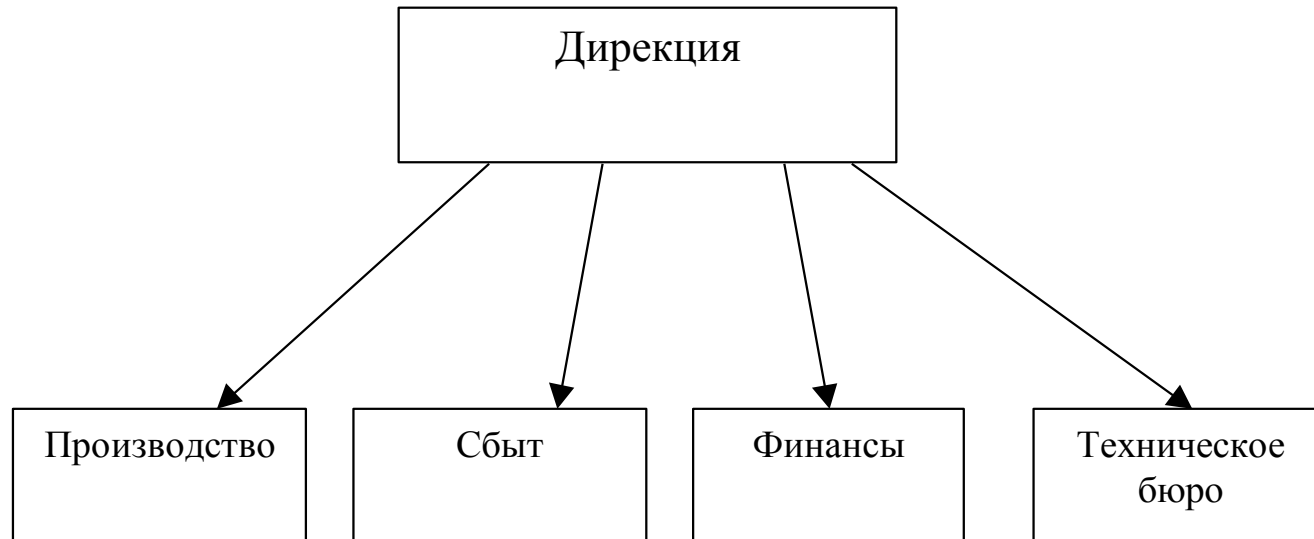 Дирекция
Производство
Сбыт
Финансы
Техническое
бюро